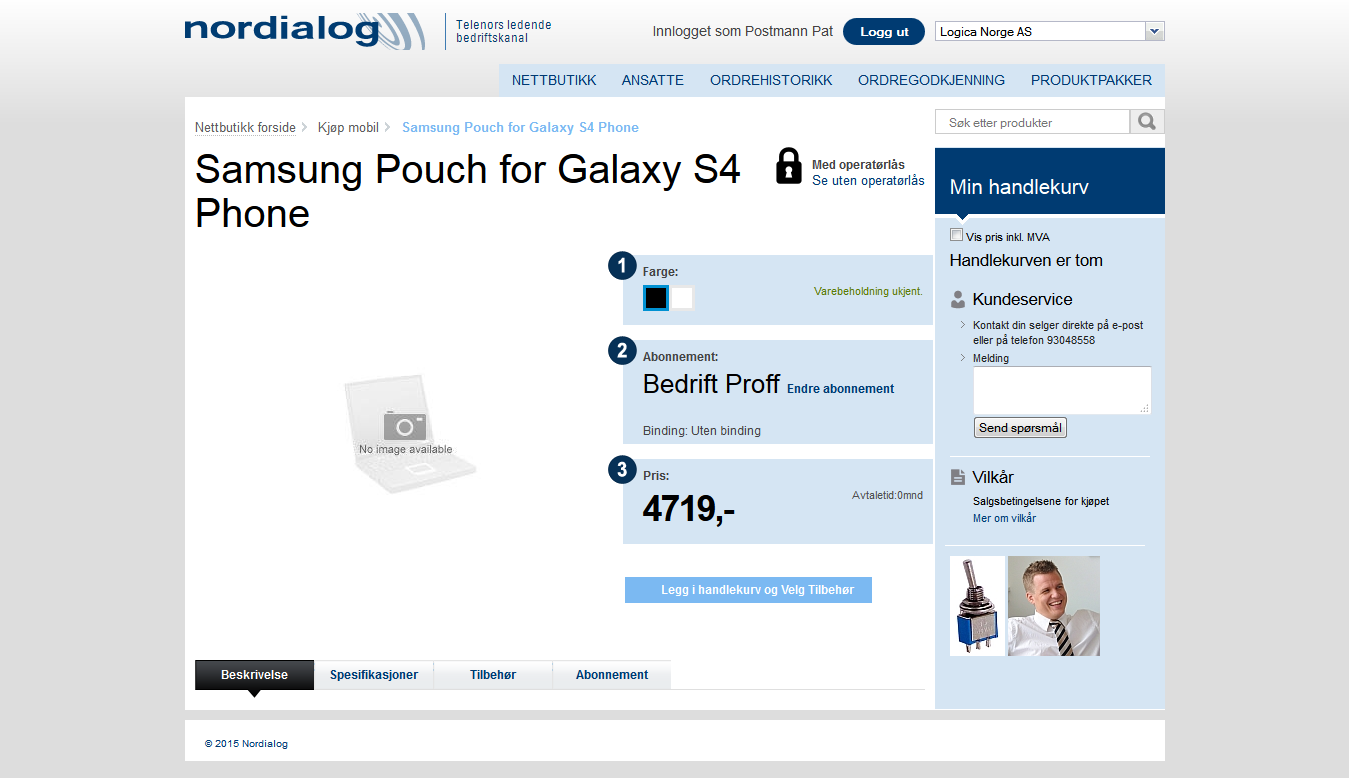 nordialog
Telenors ledende
bedriftskanal
Innlogget som Postmann Pat
Logg ut
Logica Norge AS
NETTBUTIKK ANSATTE ORDREHISTORIKK ORDREGODKJENNING PRODUKTPAKKER
Nettbutikk forside Kjøp mobil Samsung Pouch for Galaxy S4 Phone
Samsung Pouch for Galaxy S4
Phone
Med operatørlås
Se uten operatørlås
No image available
1
Farge:
Varebeholdning ukjent.
2
Abonnement:
Bedrift Proff Endre abonnement
Binding: Uten binding
3
Pris:
4719,-
Avtaletid:0mnd
Legg i handlekurv og Velg Tilbehør
Beskrivelse Spesifikasjoner Tilbehør Abonnement
Søk etter produkter
Min handlekurv
Vis pris inkl. MVA
Handlekurven er tom
Kundeservice
Kontakt din selger direkte på e-post
eller på telefon 93048558
Melding
Send spørsmål
Vilkår
Salgsbetingelsene for kjøpet
Mer om vilkår
© 2015 Nordialog